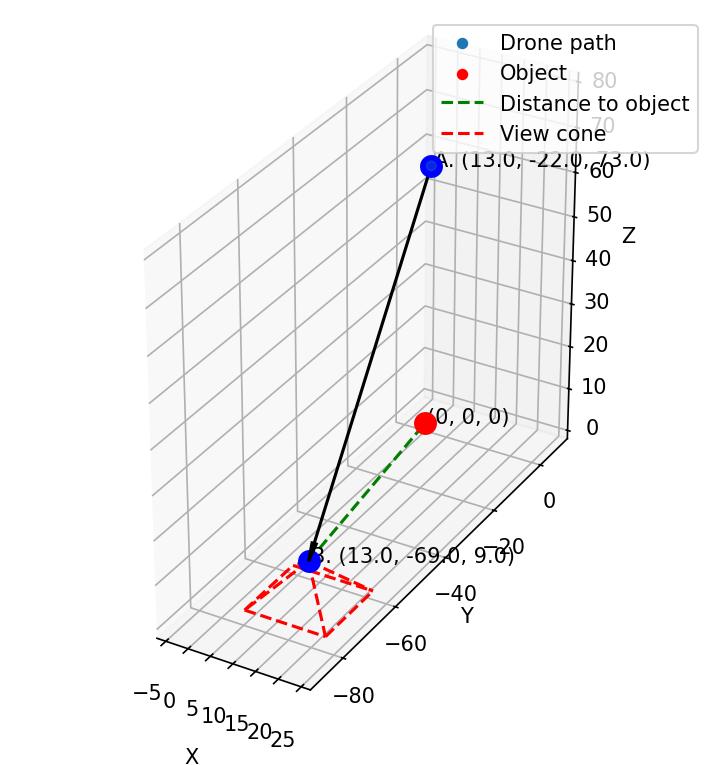 Drone path
Object
Distance to object
View cone
A. (13.0, -22.0, 73.0)
(0, 0, 0)
B. (13.0, -69.0, 9.0)
80
70
60
50
40
30
20
10
0
Z
0
−20
−40
−60
−80
Y
−5
0
5
10
15
20
25
X